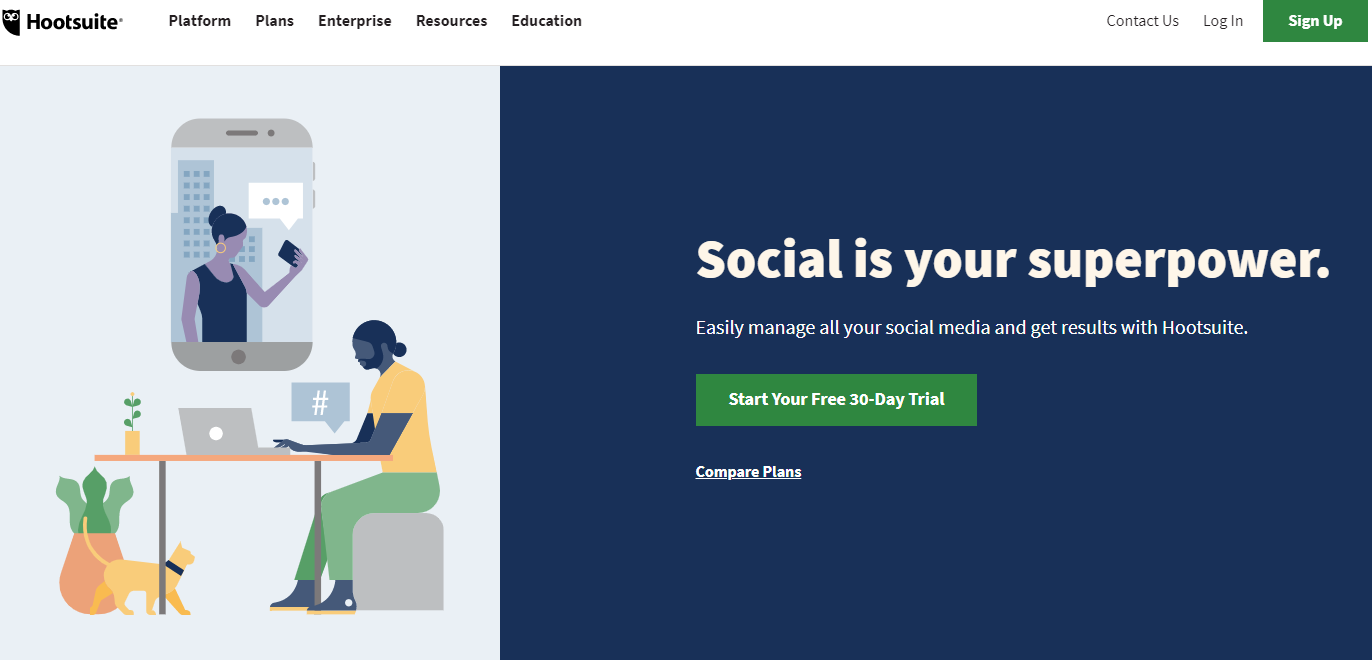 Hootsuite®
Platform Plans Enterprise Resources Education Contact Us Log In Sign Up
#
Social is your superpower.
Easily manage all your social media and get results with Hootsuite.
Start Your Free 30-Day Trial
Compare Plans